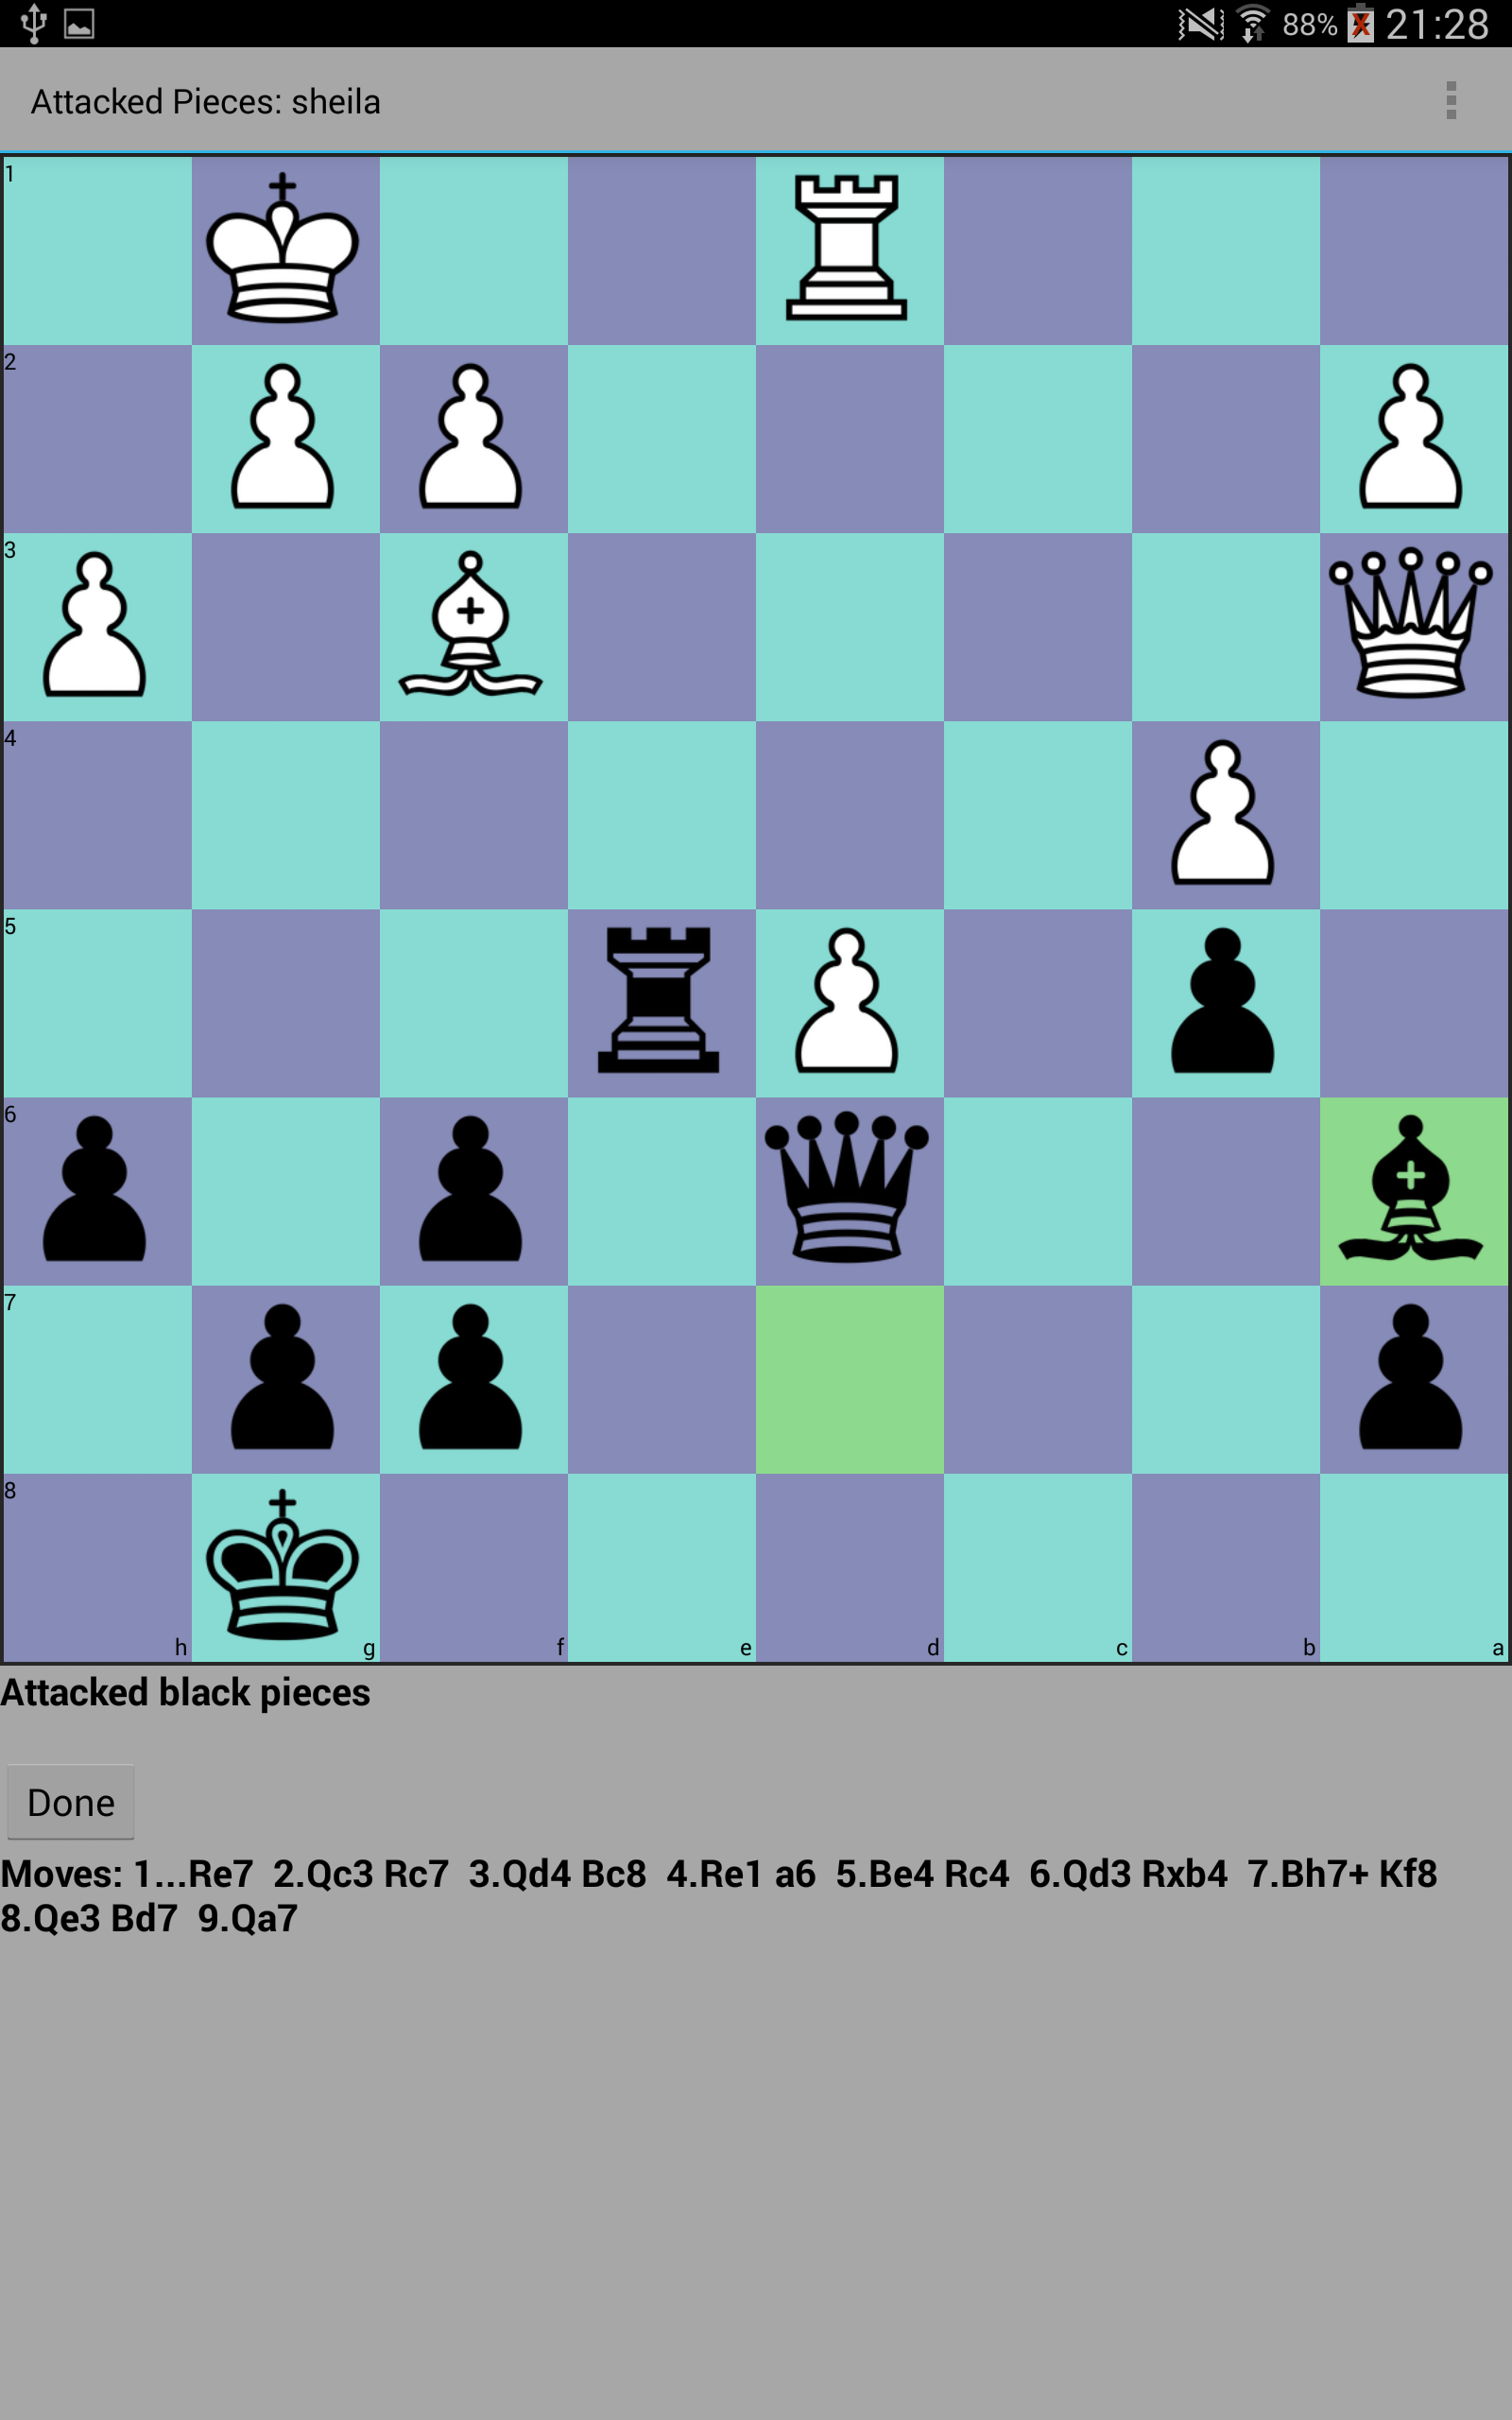 88% 21:28
Attacked Pieces: sheila
1
2
3
4
5
6
7
8
h g f e d c b a
Attacked black pieces
Done
Moves: 1...Re7 2.Qc3 Rc7 3.Qd4 Bc8 4.Re1 a6 5.Be4 Rc4 6.Qd3 Rxb4 7.Bh7+ Kf8
8.Qe3 Bd7 9.Qa7